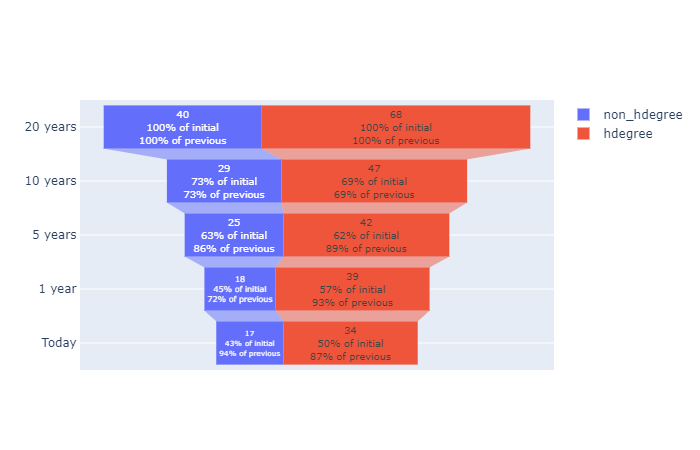 non_hdegree
hdegree
20 years
40
100% of initial
100% of previous
68
100% of initial
100% of previous
10 years
29
73% of initial
73% of previous
47
69% of initial
69% of previous
5 years
25
63% of initial
86% of previous
42
62% of initial
89% of previous
1 year
18
45% of initial
72% of previous
39
57% of initial
93% of previous
Today
17
43% of initial
94% of previous
34
50% of initial
87% of previous